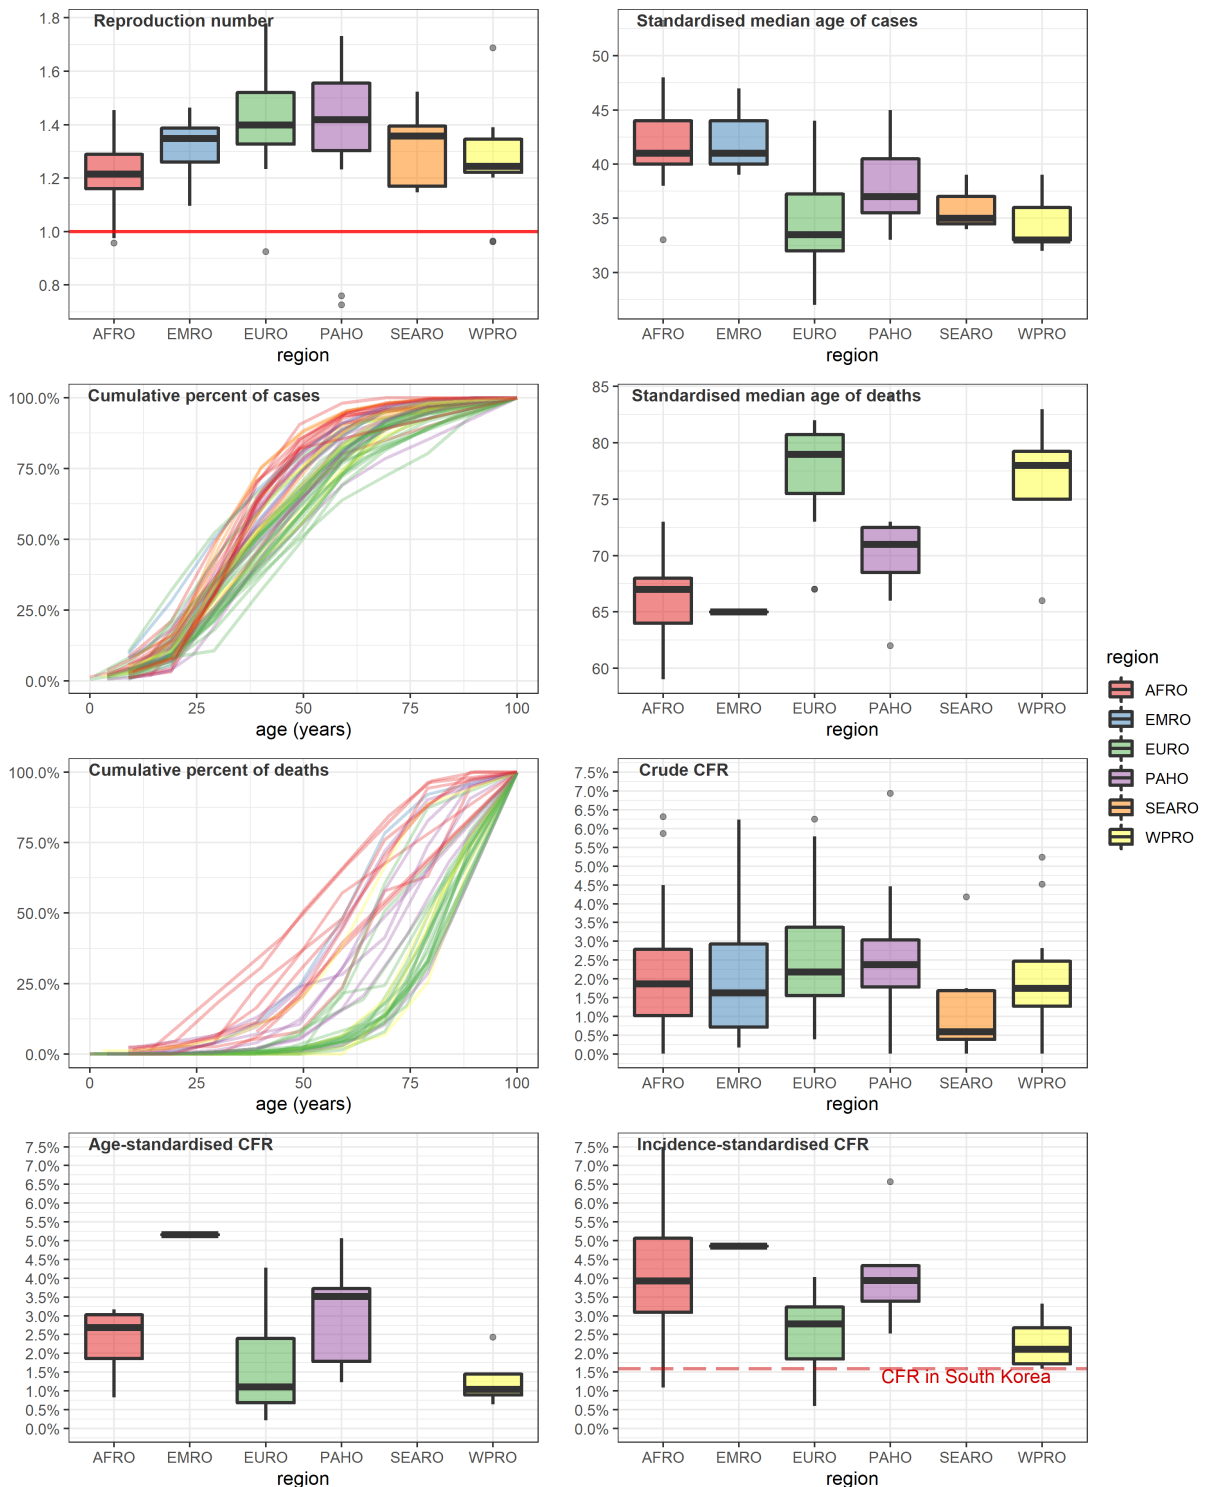 Reproduction number
1.8
1.6
1.4
1.2
1.0
0.8
AFRO EMRO EURO PAHO SEARO WPRO
region
Standardised median age of cases
50
45
40
35
30
AFRO EMRO EURO PAHO SEARO WPRO
region
Cumulative percent of cases
100.0%
75.0%
50.0%
25.0%
0.0%
0 25 50 75 100
age (years)
Standardised median age of deaths
85
80
75
70
65
60
AFRO EMRO EURO PAHO SEARO WPRO
region
region
AFRO
EMRO
EURO
PAHO
SEARO
WPRO
Cumulative percent of deaths
100.0%
75.0%
50.0%
25.0%
0.0%
0 25 50 75 100
age (years)
Crude CFR
7.5%
7.0%
6.5%
6.0%
5.5%
5.0%
4.5%
4.0%
3.5%
3.0%
2.5%
2.0%
1.5%
1.0%
0.5%
0.0%
AFRO EMRO EURO PAHO SEARO WPRO
region
Age-standardised CFR
7.5%
7.0%
6.5%
6.0%
5.5%
5.0%
4.5%
4.0%
3.5%
3.0%
2.5%
2.0%
1.5%
1.0%
0.5%
0.0%
AFRO EMRO EURO PAHO SEARO WPRO
region
Incidence-standardised CFR
7.5%
7.0%
6.5%
6.0%
5.5%
5.0%
4.5%
4.0%
3.5%
3.0%
2.5%
2.0%
1.5%
1.0%
0.5%
0.0%
CFR in South Korea
AFRO EMRO EURO PAHO SEARO WPRO
region